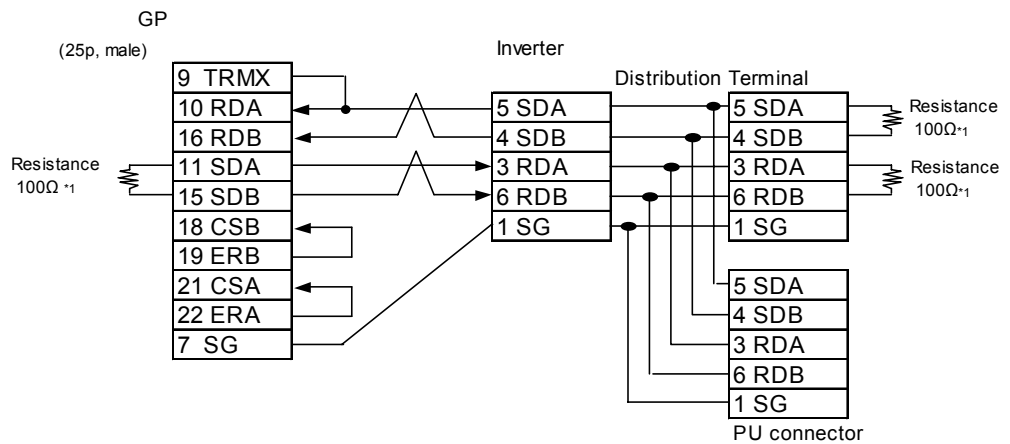 GP
(25p, male)
Inverter
Distribution Terminal
9 TRMX
10 RDA
16 RDB
11 SDA
15 SDB
18 CSB
19 ERB
21 CSA
22 ERA
7 SG
Resistance
100Ω *1
5 SDA
4 SDB
3 RDA
6 RDB
1 SG
5 SDA
4 SDB
3 RDA
6 RDB
1 SG
Resistance
100Ω*1
Resistance
100Ω*1
5 SDA
4 SDB
3 RDA
6 RDB
1 SG
PU connector